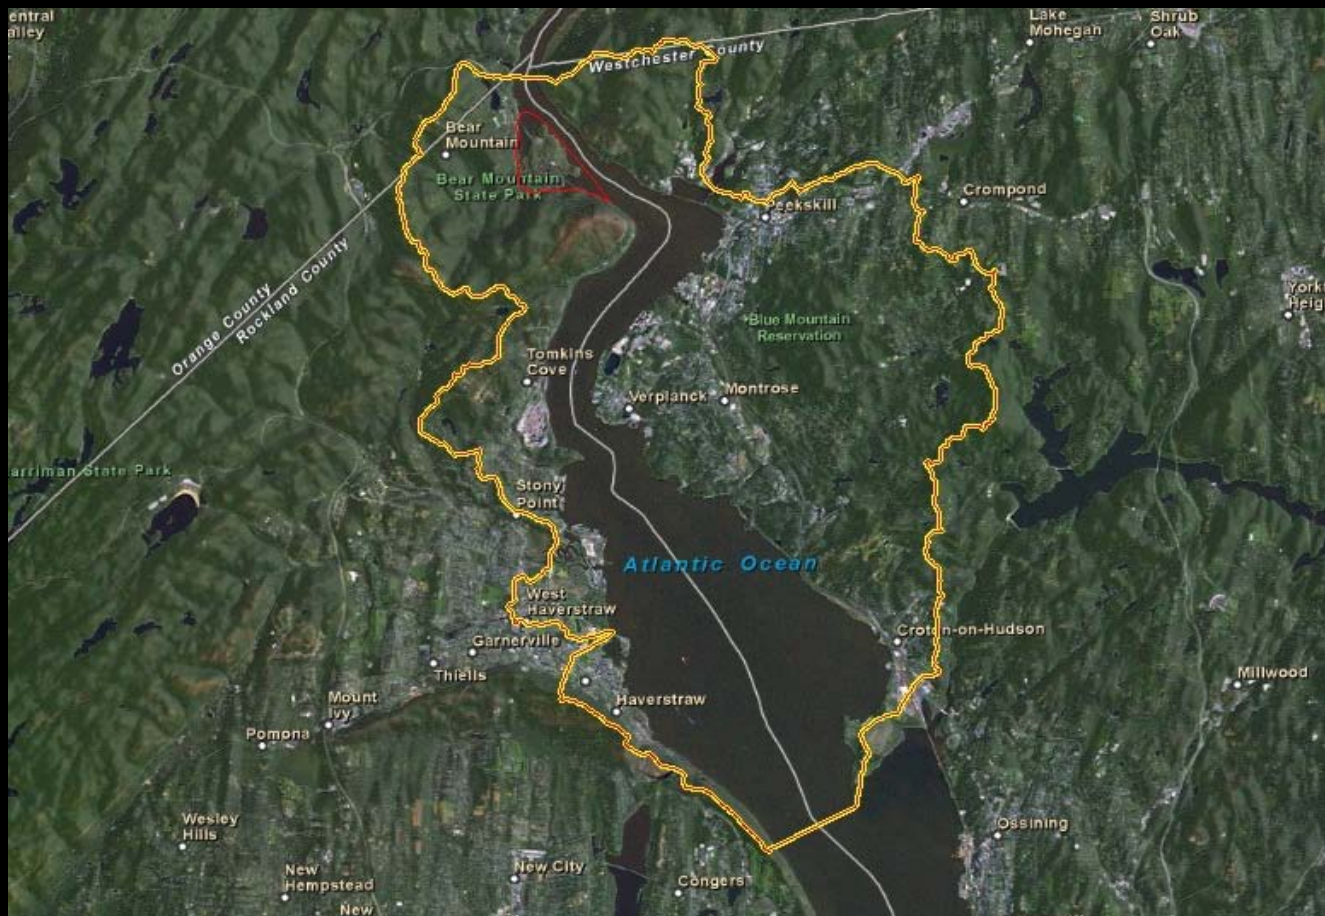 entral
alley
Lake
Mohegan
Shrub
Oak
Westchester County
Bear
Mountain
Bear Mountain
State Park
Crompond
Peekskill
Orange County
Rockland County
York
Heig
Blue Mountain
Reservation
Tomkins
Cove
Verplanck
Montrose
arriman State Park
Stony
Point
Atlantic Ocean
West
Haverstraw
Garnerville
Croton-on-Hudson
Thiells
Millwood
Haverstraw
Mount
Ivy
Pomona
Wesley
Hills
Ossining
New City
New
Hempstead
Congers
New